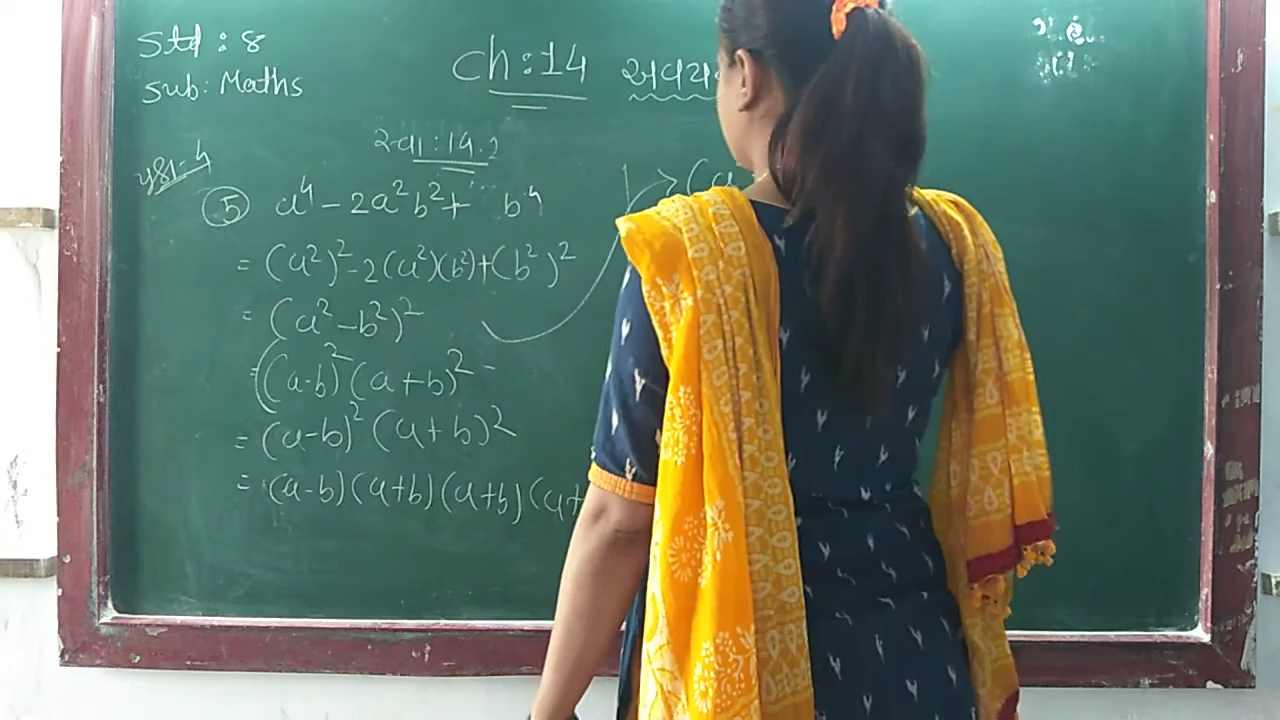 Std : 8
Sub: Maths
Ch : 14
૨વા : 14.2
⑤ a⁴ - 2a²b² + b⁴
= (a²)² - 2(a²)(b²) + (b²)²
= (a² - b²)²
= ((a-b)² (a+b)²
= (a-b)² (a+b)²
= (a-b) (a+b) (a+b) (a+